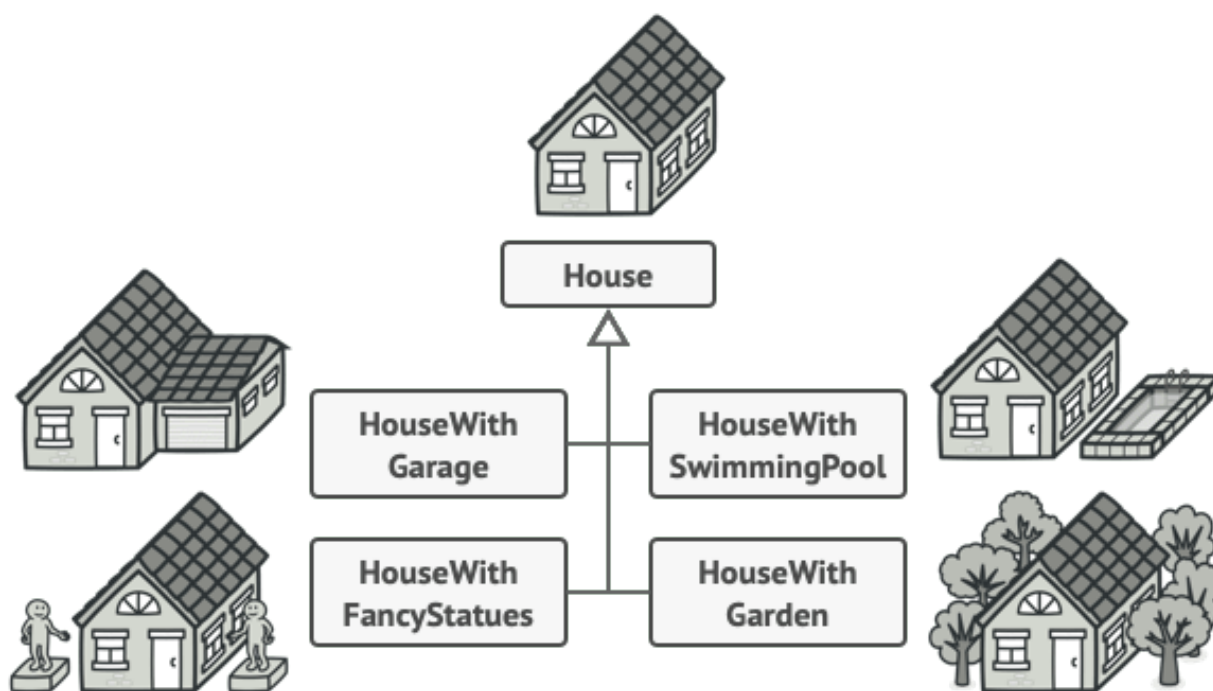 House
HouseWith
Garage
HouseWith
SwimmingPool
HouseWith
FancyStatues
HouseWith
Garden